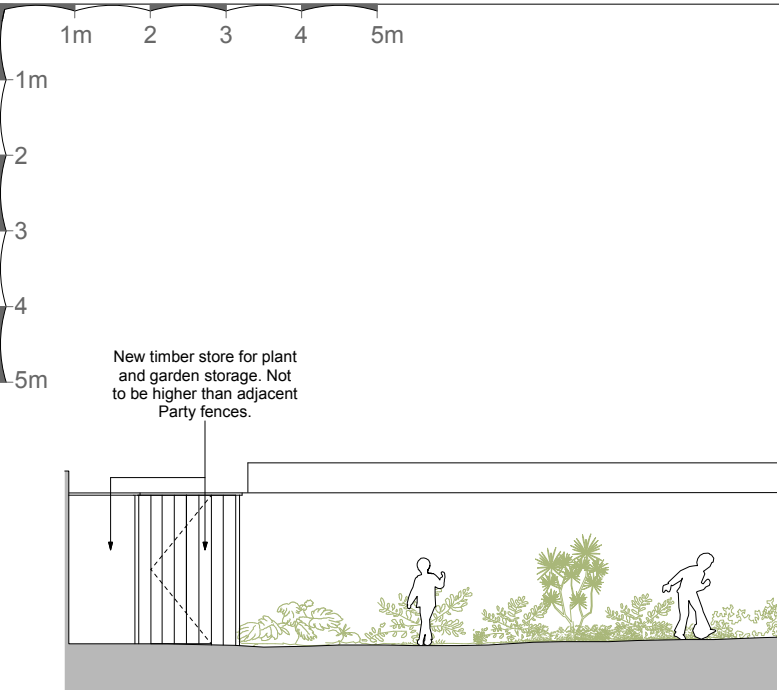 1m 2 3 4 5m
1m
2
3
4
5m
New timber store for plant
and garden storage. Not
to be higher than adjacent
Party fences.